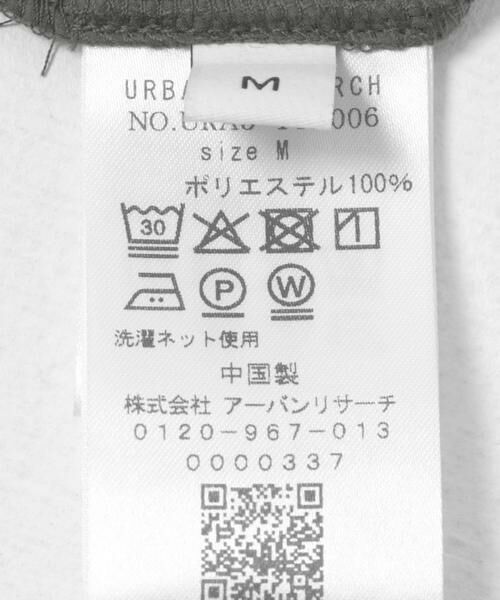 M
URBA RCH
NO.URA 006
size M
ポリエステル100%
30
P W
洗濯ネット使用
中国製
株式会社 アーバンリサーチ
0120-967-013
0000337